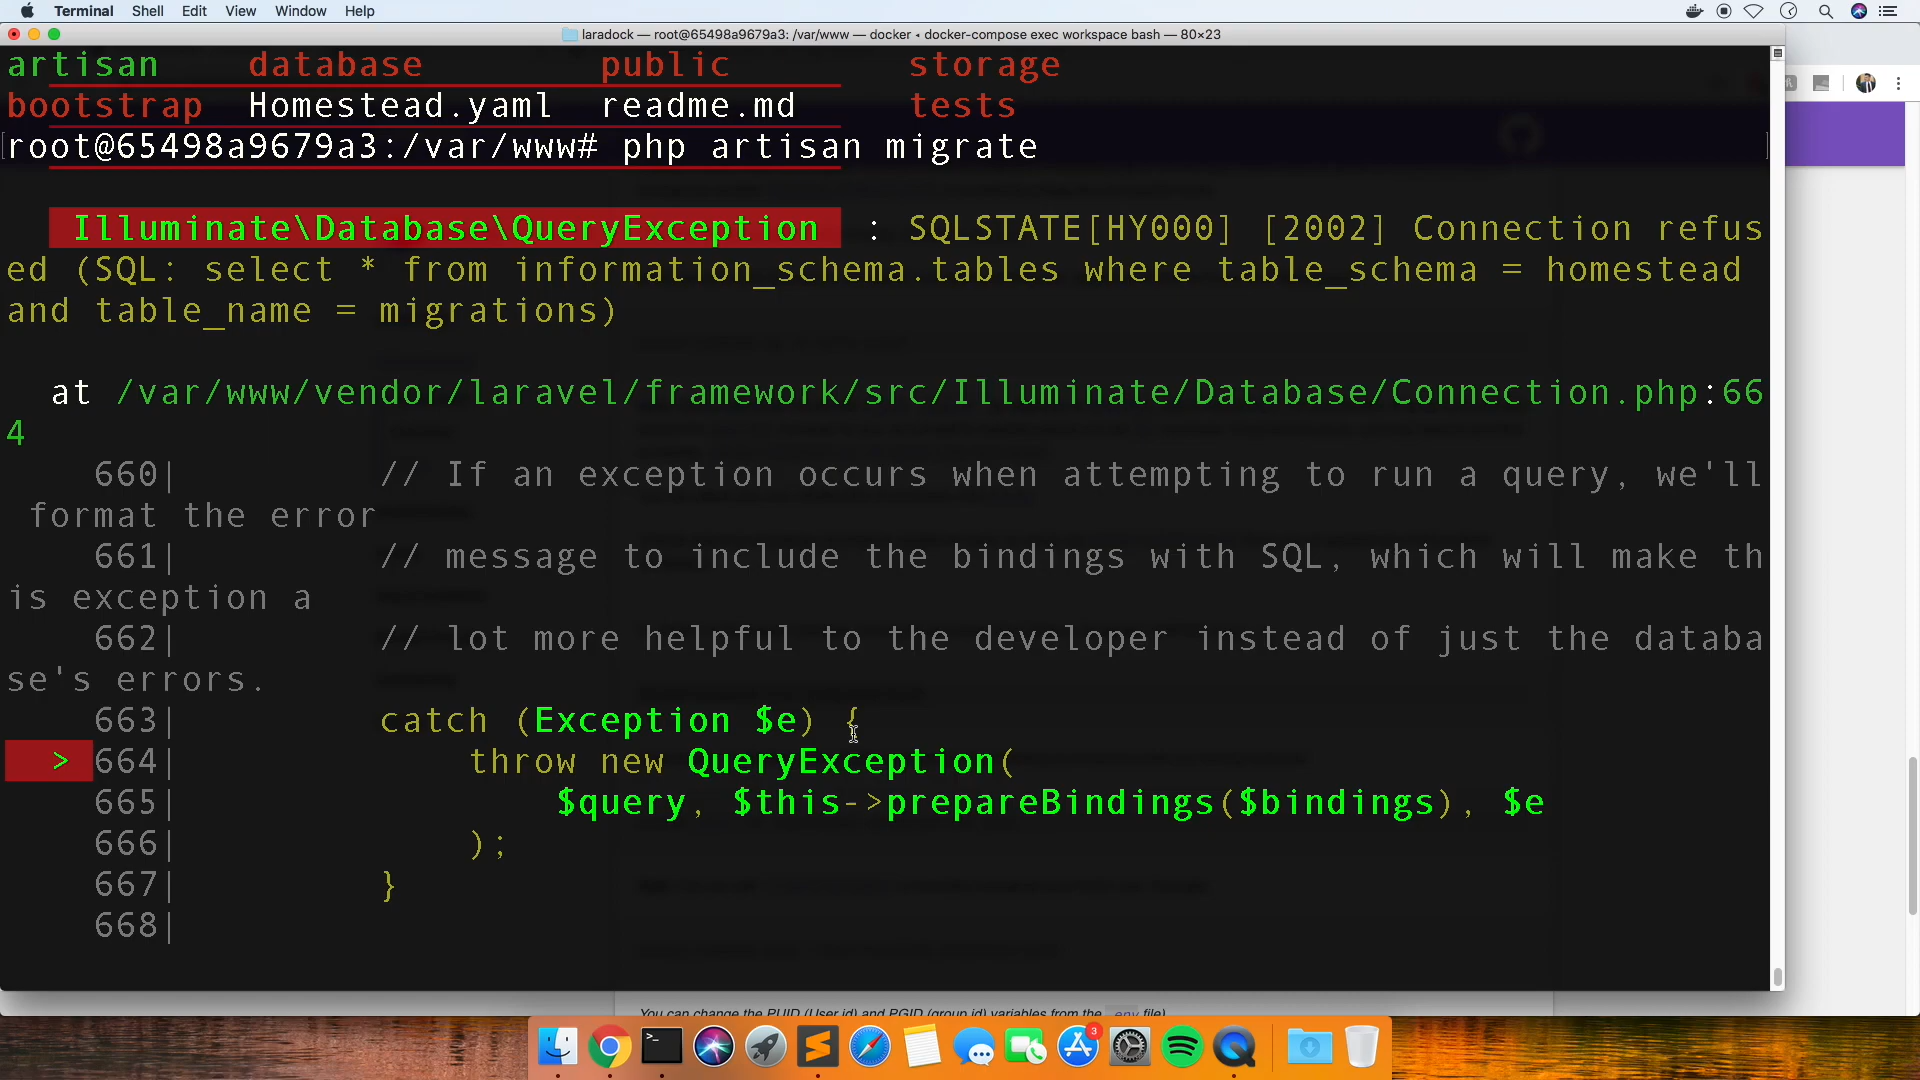 Terminal Shell Edit View Window Help
laradock — root@65498a9679a3: /var/www — docker ◂ docker-compose exec workspace bash — 80×23
artisan database public storage
bootstrap Homestead.yaml readme.md tests
root@65498a9679a3:/var/www# php artisan migrate
Illuminate\Database\QueryException : SQLSTATE[HY000] [2002] Connection refus
ed (SQL: select * from information_schema.tables where table_schema = homestead
and table_name = migrations)
at /var/www/vendor/laravel/framework/src/Illuminate/Database/Connection.php:66
4
660| // If an exception occurs when attempting to run a query, we'll
format the error
661| // message to include the bindings with SQL, which will make th
is exception a
662| // lot more helpful to the developer instead of just the databa
se's errors.
663| catch (Exception $e) {
> 664| throw new QueryException(
665| $query, $this->prepareBindings($bindings), $e
666| );
667| }
668|
You can change the PUID (User id) and PGID (group id) variables from the .env file)
3